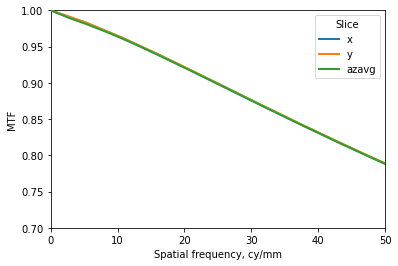 1.00
0.95
0.90
0.85
0.80
0.75
0.70
MTF
0 10 20 30 40 50
Spatial frequency, cy/mm
Slice
x
y
azavg